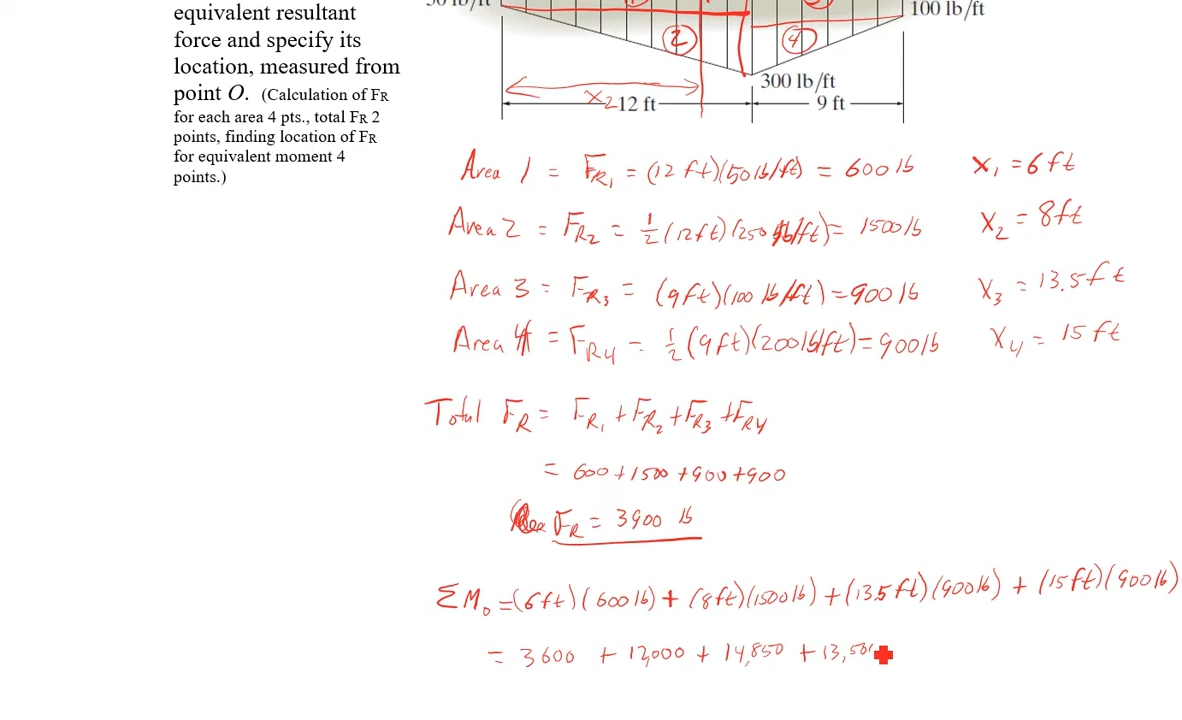 equivalent resultant
force and specify its
location, measured from
point O. (Calculation of FR
for each area 4 pts., total FR 2
points, finding location of FR
for equivalent moment 4
points.)
100 lb/ft
2
4
300 lb/ft
X2 12 ft
9 ft
Area 1 = FR1 = (12 ft)(50 lb/ft) = 600 lb x1 = 6 ft
Area 2 = FR2 = 1/2 (12 ft)(250 lb/ft) = 1500 lb X2 = 8 ft
Area 3 = FR3 = (9 ft)(100 lb/ft) = 900 lb X3 = 13.5 ft
Area 4 = FR4 = 1/2 (9 ft)(200 lb/ft) = 900 lb X4 = 15 ft
Total FR = FR1 + FR2 + FR3 + FR4
= 600 + 1500 + 900 + 900
FR = 3900 lb
ΣMo = (6 ft)(600 lb) + (8 ft)(1500 lb) + (13.5 ft)(900 lb) + (15 ft)(900 lb)
= 3600 + 12,000 + 14,850 + 13,50